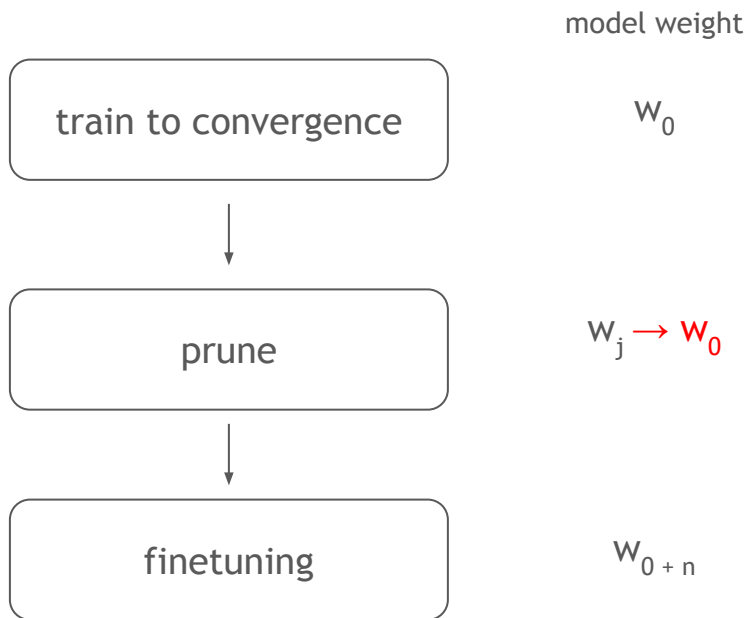 model weight
train to convergence W₀
prune Wⱼ → W₀
finetuning W₀ ₊ ₙ